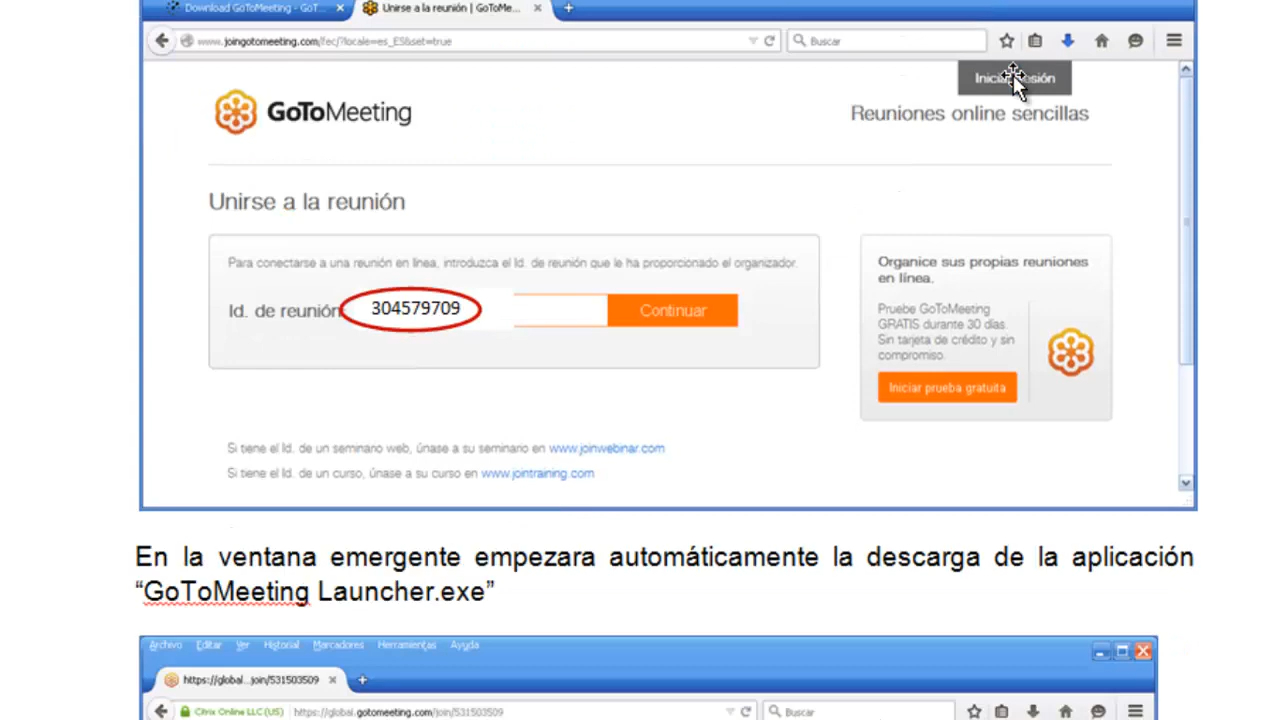 Download GoToMeeting - GoT... Unirse a la reunión | GoToMe...
www.joingotomeeting.com/fec/?locale=es_ES&set=true Buscar
Reuniones online sencillas
GoToMeeting
Unirse a la reunión
Para conectarse a una reunión en línea, introduzca el Id. de reunión que le ha proporcionado el organizador.
Id. de reunión: 304579709 Continuar
Organice sus propias reuniones
en línea.
Pruebe GoToMeeting
GRATIS durante 30 días.
Sin tarjeta de crédito y sin
compromiso.
Iniciar prueba gratuita
Si tiene el Id. de un seminario web, únase a su seminario en www.joinwebinar.com
Si tiene el Id. de un curso, únase a su curso en www.jointraining.com
En la ventana emergente empezara automáticamente la descarga de la aplicación
“GoToMeeting Launcher.exe”
Archivo Editar Ver Historial Marcadores Herramientas Ayuda
https://global...join/531503509
Citrix Online LLC (US) https://global.gotomeeting.com/join/531503509 Buscar